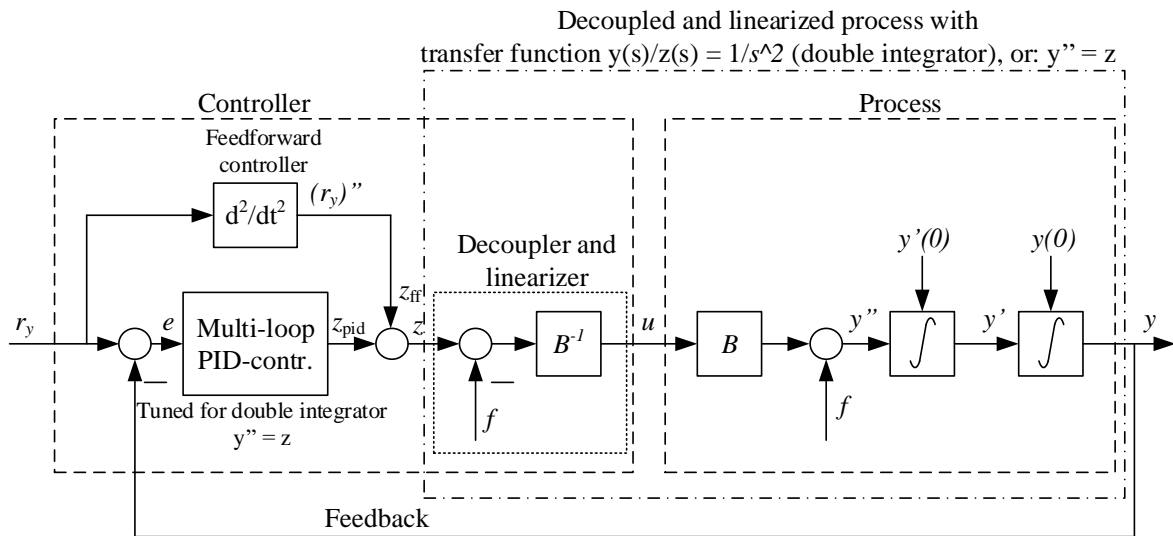 Decoupled and linearized process with
transfer function y(s)/z(s) = 1/s^2 (double integrator), or: y'' = z
Controller
Process
Feedforward
controller
d²/dt²
(r_y)''
Decoupler and
linearizer
y'(0)
y(0)
z_ff
r_y
e
Multi-loop
PID-contr.
z_pid
z
B⁻¹
u
B
y''
∫
y'
∫
y
—
—
Tuned for double integrator
y'' = z
f
f
Feedback